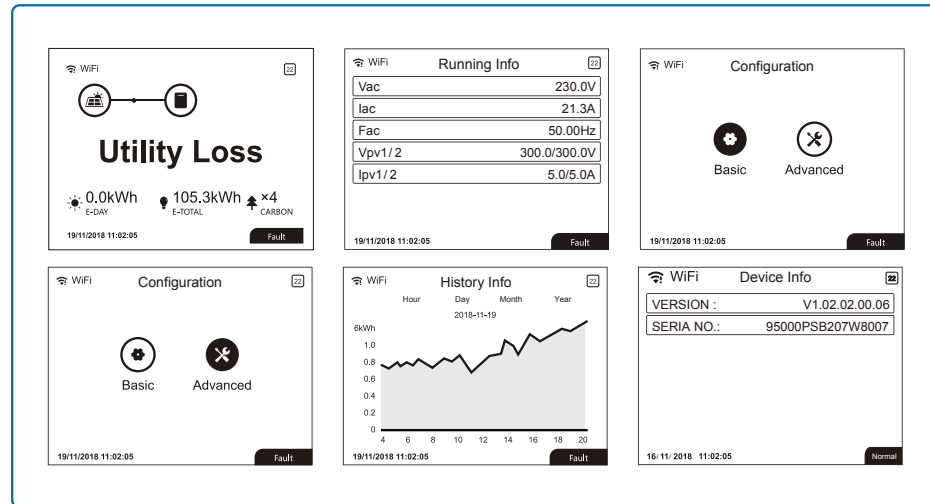 WiFi 22
Utility Loss
0.0kWh 105.3kWh ×4
E-DAY E-TOTAL CARBON
19/11/2018 11:02:05 Fault
WiFi Running Info 22
Vac 230.0V
Iac 21.3A
Fac 50.00Hz
Vpv1/2 300.0/300.0V
Ipv1/2 5.0/5.0A
19/11/2018 11:02:05 Fault
WiFi Configuration 22
Basic Advanced
19/11/2018 11:02:05 Fault
WiFi Configuration 22
Basic Advanced
19/11/2018 11:02:05 Fault
WiFi History Info 22
Hour Day Month Year
2018-11-19
6kWh
1.0
0.8
0.6
0.4
0.2
0
4 6 8 10 12 14 16 18 20
19/11/2018 11:02:05 Fault
WiFi Device Info 22
VERSION : V1.02.02.00.06
SERIA NO.: 95000PSB207W8007
16/11/2018 11:02:05 Normal